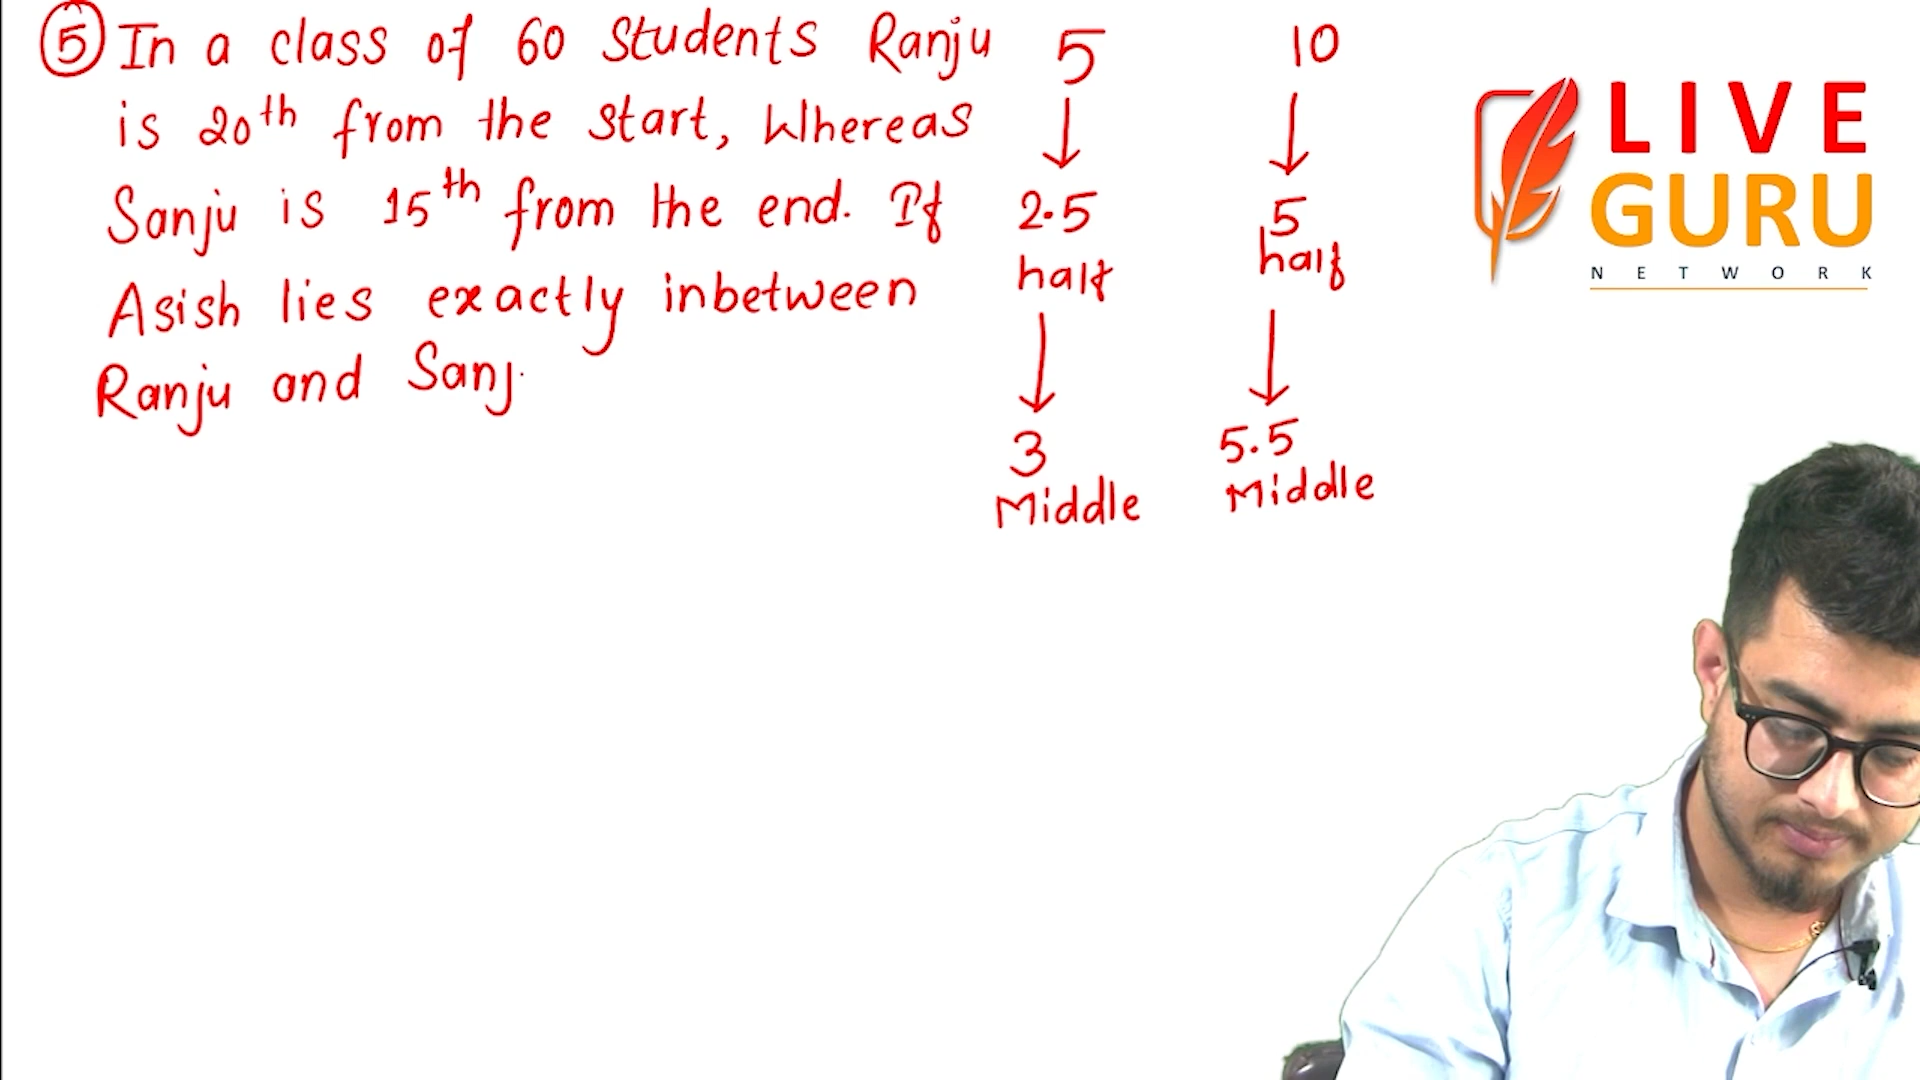 5 In a class of 60 students Ranju
is 20th from the start, Whereas
Sanju is 15th from the end. If
Asish lies exactly inbetween
Ranju and Sanj
5
2.5
half
3
Middle
10
5
half
5.5
Middle
LIVE
GURU
NETWORK